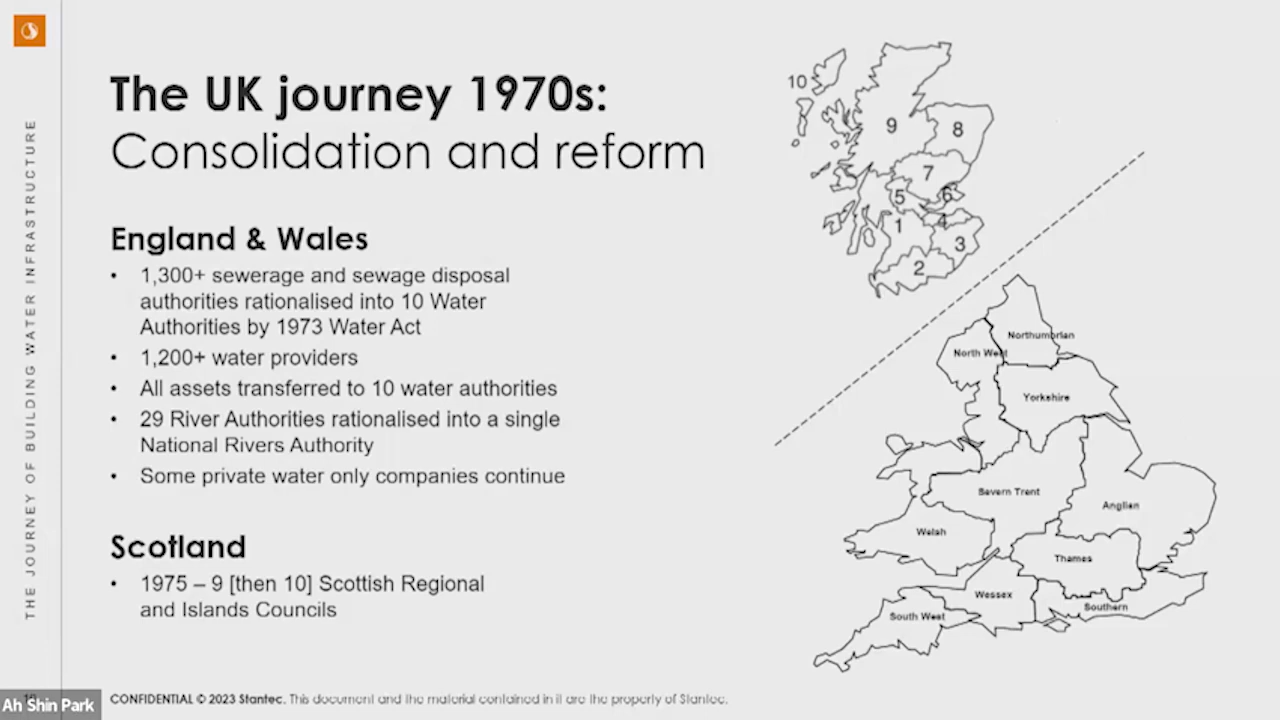 The UK journey 1970s:
Consolidation and reform
England & Wales
• 1,300+ sewerage and sewage disposal
authorities rationalised into 10 Water
Authorities by 1973 Water Act
• 1,200+ water providers
• All assets transferred to 10 water authorities
• 29 River Authorities rationalised into a single
National Rivers Authority
• Some private water only companies continue
Scotland
• 1975 – 9 [then 10] Scottish Regional
and Islands Councils
10
9
8
7
5
6
4
1
3
2
Northumbrian
North West
Yorkshire
Severn Trent
Anglian
Welsh
Thames
Wessex
Southern
South West
THE JOURNEY OF BUILDING WATER INFRASTRUCTURE
Ah Shin Park
CONFIDENTIAL © 2023 Stantec. This document and the material contained in it are the property of Stantec.